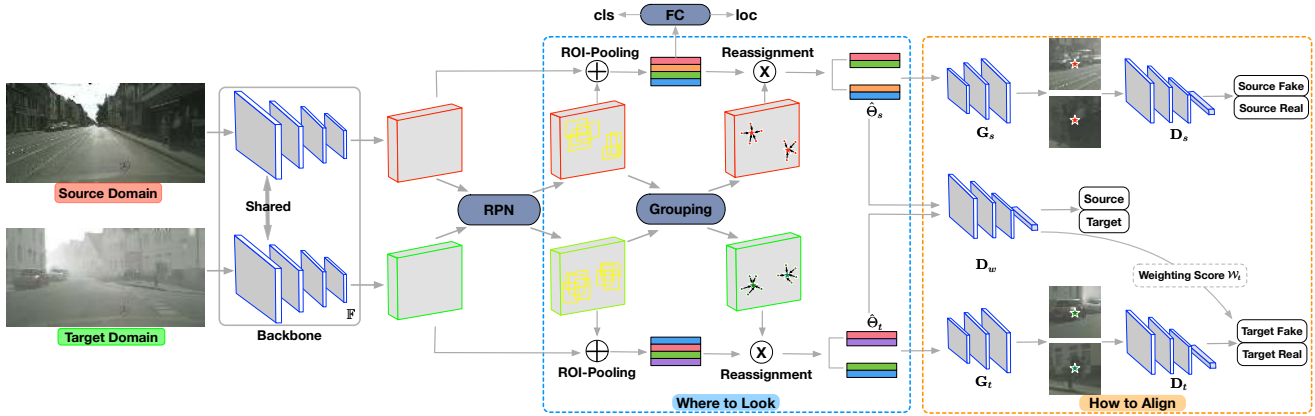 cls
FC
loc
ROI-Pooling
Reassignment
Source Domain
Shared
Target Domain
Backbone
𝔽
RPN
Grouping
Θ̂ₛ
Θ̂ₜ
ROI-Pooling
Reassignment
Where to Look
Gₛ
Dₛ
Source Fake
Source Real
Source
Target
D𝓌
Weighting Score 𝒲ₜ
Target Fake
Target Real
Gₜ
Dₜ
How to Align